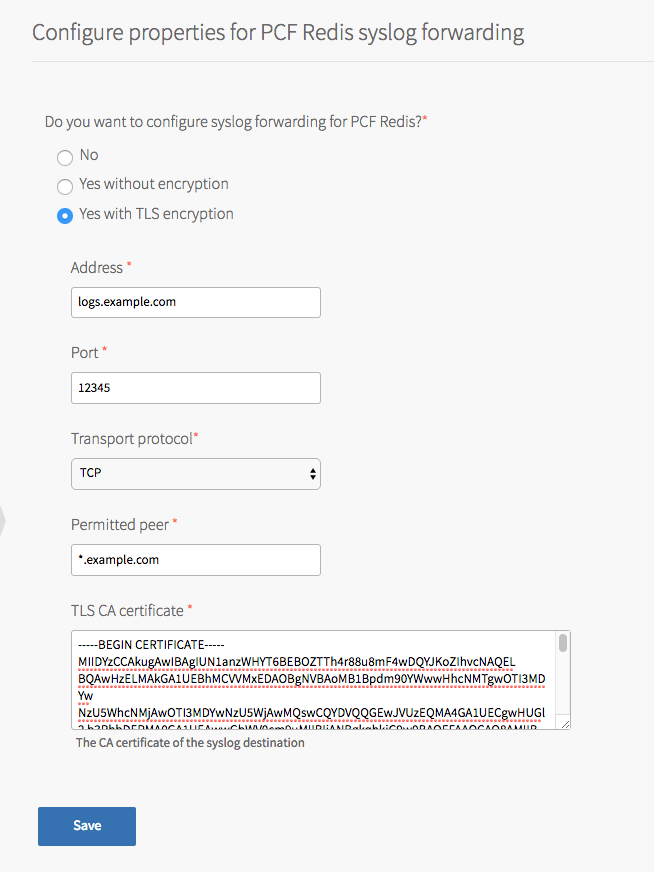 Configure properties for PCF Redis syslog forwarding
Do you want to configure syslog forwarding for PCF Redis?*
No
Yes without encryption
Yes with TLS encryption
Address *
logs.example.com
Port *
12345
Transport protocol*
TCP
Permitted peer *
*.example.com
TLS CA certificate *
-----BEGIN CERTIFICATE-----
MIIDYzCCAkugAwIBAgIUN1anzWHYT6BEBOZTTh4r88u8mF4wDQYJKoZIhvcNAQEL
BQAwHzELMAkGA1UEBhMCVVMxEDAOBgNVBAoMB1Bpdm90YWwwHhcNMTgwOTI3MD
Yw
NzU5WhcNMjAwOTI3MDYwNzU5WjAwMQswCQYDVQQGEwJVUzEQMA4GA1UECgwHUGl
The CA certificate of the syslog destination
Save